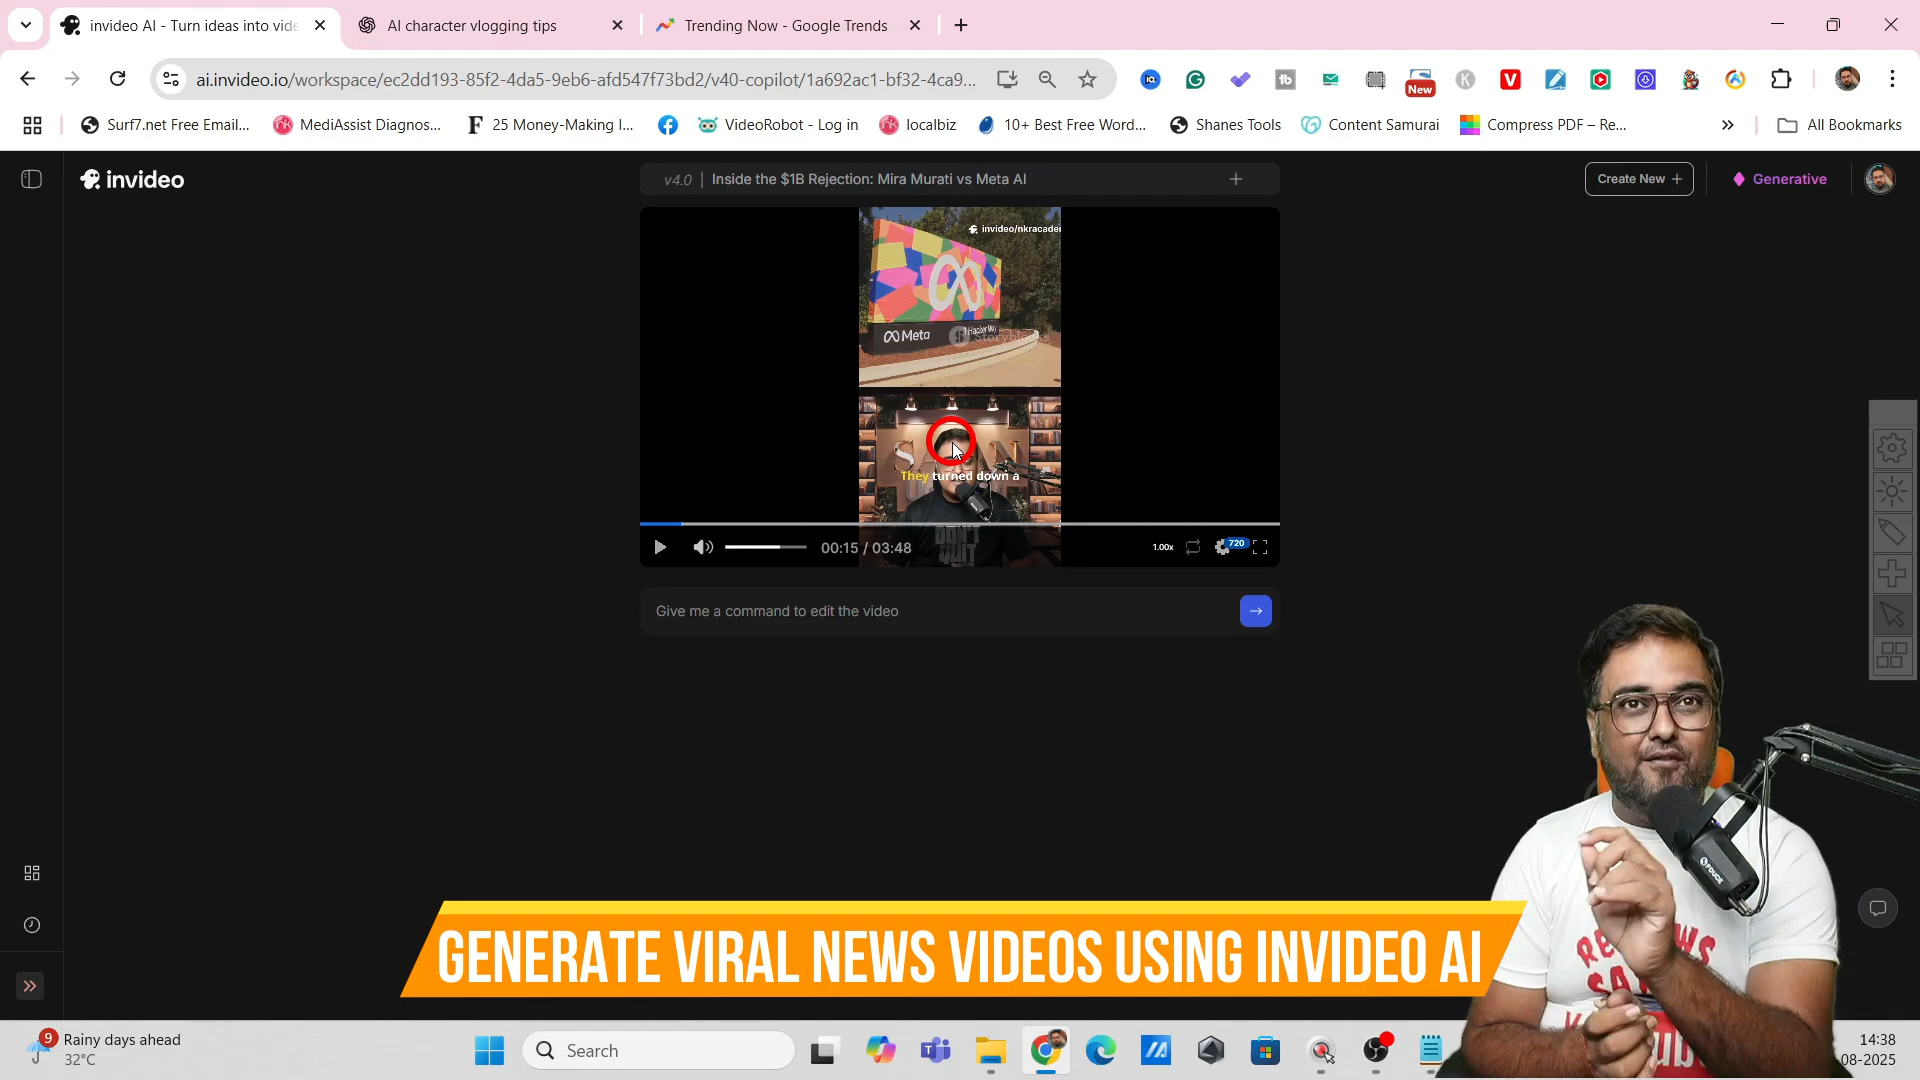 invideo AI - Turn ideas into vide
AI character vlogging tips
Trending Now - Google Trends
ai.invideo.io/workspace/ec2dd193-85f2-4da5-9eb6-afd547f73bd2/v40-copilot/1a692ac1-bf32-4ca9...
New
Surf7.net Free Email...
MediAssist Diagnos...
25 Money-Making I...
VideoRobot - Log in
localbiz
10+ Best Free Word...
Shanes Tools
Content Samurai
Compress PDF – Re...
All Bookmarks
invideo
v4.0 | Inside the $1B Rejection: Mira Murati vs Meta AI
Create New +
Generative
invideo/nkracade
Meta
Storyblocks
They turned down a
DON'T
QUIT
00:15 / 03:48
1.00x
720
Give me a command to edit the video
GENERATE VIRAL NEWS VIDEOS USING INVIDEO AI
9
Rainy days ahead
32°C
Search
14:38
08-2025